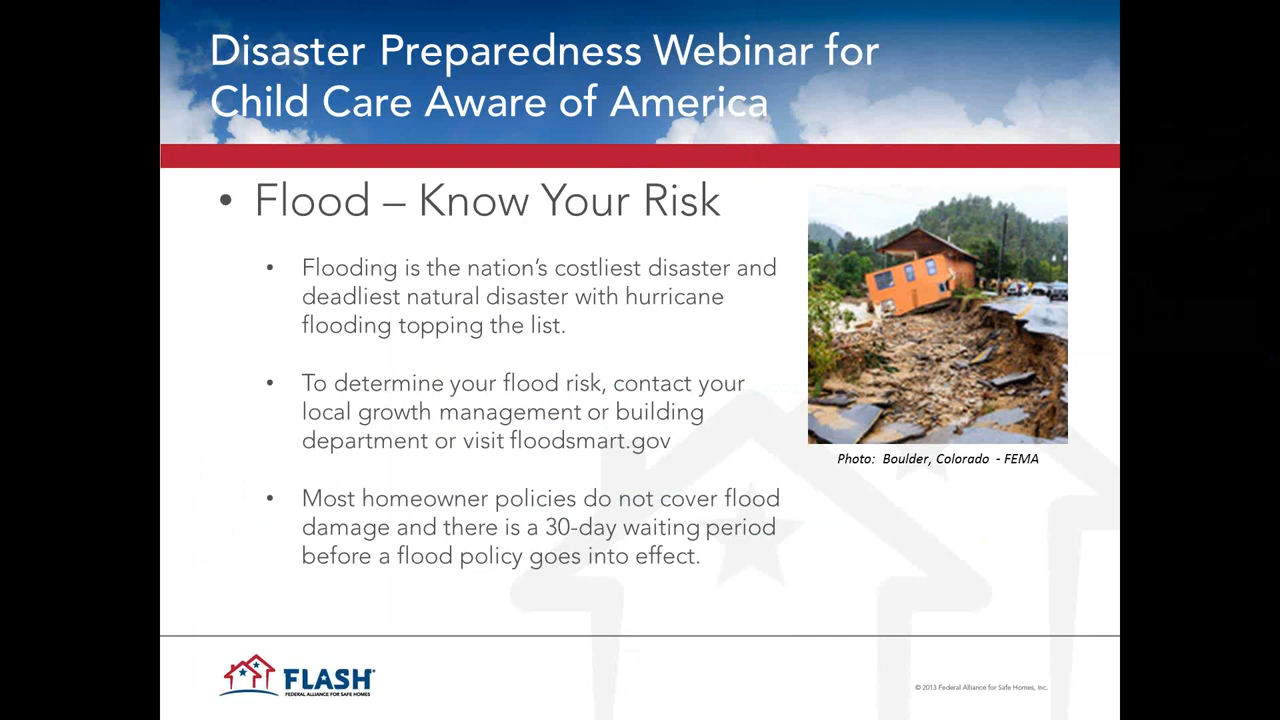 Disaster Preparedness Webinar for
Child Care Aware of America
• Flood – Know Your Risk
• Flooding is the nation’s costliest disaster and
deadliest natural disaster with hurricane
flooding topping the list.
• To determine your flood risk, contact your
local growth management or building
department or visit floodsmart.gov
• Most homeowner policies do not cover flood
damage and there is a 30-day waiting period
before a flood policy goes into effect.
Photo: Boulder, Colorado - FEMA
FLASH®
FEDERAL ALLIANCE FOR SAFE HOMES
© 2013 Federal Alliance for Safe Homes, Inc.